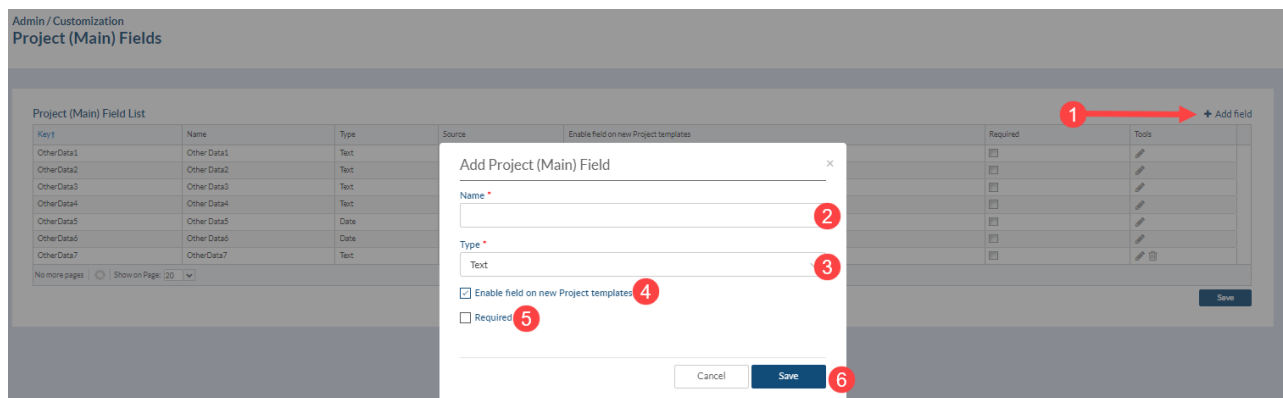 Admin / Customization
Project (Main) Fields
Project (Main) Field List
1
+ Add field
Key↑ Name Type Source Enable field on new Project templates Required Tools
OtherData1 Other Data1 Text
OtherData2 Other Data2 Text
OtherData3 Other Data3 Text
OtherData4 Other Data4 Text
OtherData5 Other Data5 Date
OtherData6 Other Data6 Date
OtherData7 OtherData7 Text
No more pages Show on Page: 20
Save
Add Project (Main) Field ×
Name *
2
Type *
Text 3
Enable field on new Project templates 4
Required 5
Cancel Save 6